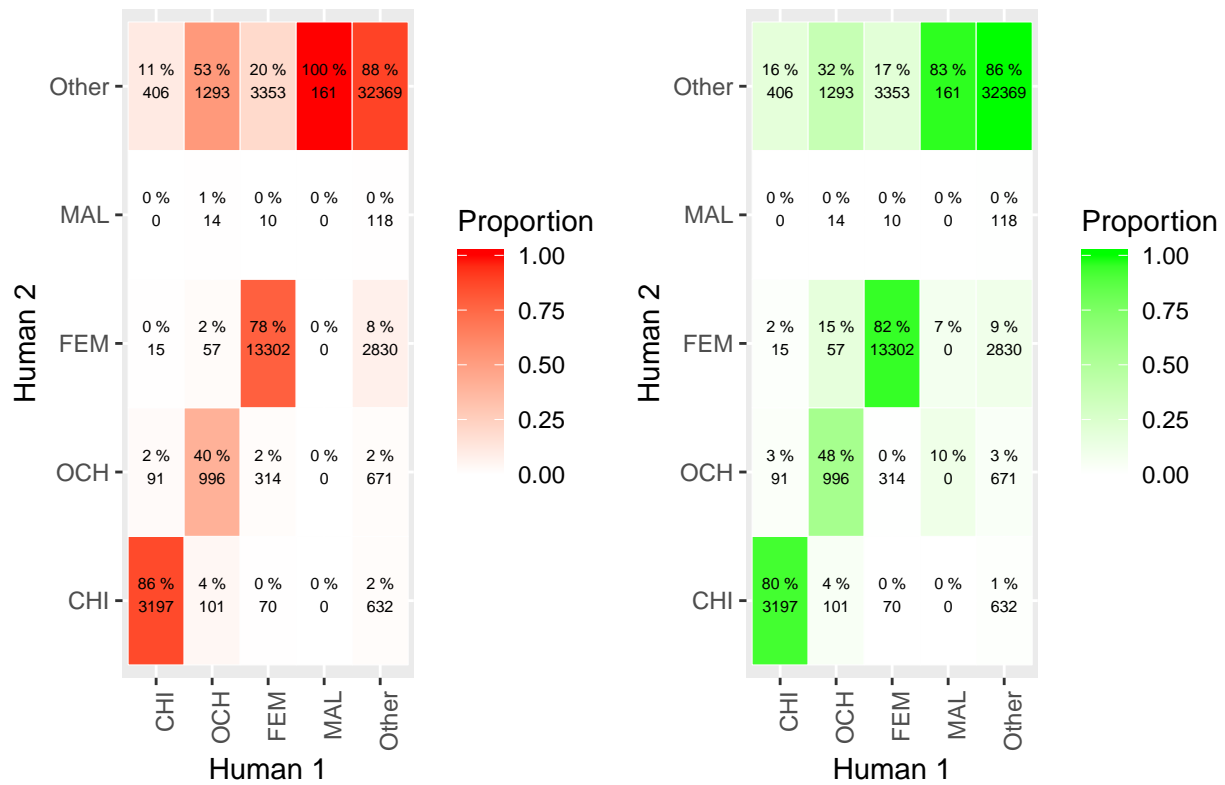 Other
11 % 53 % 20 % 100 % 88 %
406 1293 3353 161 32369
MAL
0 % 1 % 0 % 0 % 0 %
0 14 10 0 118
FEM
0 % 2 % 78 % 0 % 8 %
15 57 13302 0 2830
OCH
2 % 40 % 2 % 0 % 2 %
91 996 314 0 671
CHI
86 % 4 % 0 % 0 % 2 %
3197 101 70 0 632
CHI OCH FEM MAL Other
Human 1
Human 2
Proportion
1.00
0.75
0.50
0.25
0.00
Other
16 % 32 % 17 % 83 % 86 %
406 1293 3353 161 32369
MAL
0 % 0 % 0 % 0 % 0 %
0 14 10 0 118
FEM
2 % 15 % 82 % 7 % 9 %
15 57 13302 0 2830
OCH
3 % 48 % 0 % 10 % 3 %
91 996 314 0 671
CHI
80 % 4 % 0 % 0 % 1 %
3197 101 70 0 632
CHI OCH FEM MAL Other
Human 1
Human 2
Proportion
1.00
0.75
0.50
0.25
0.00